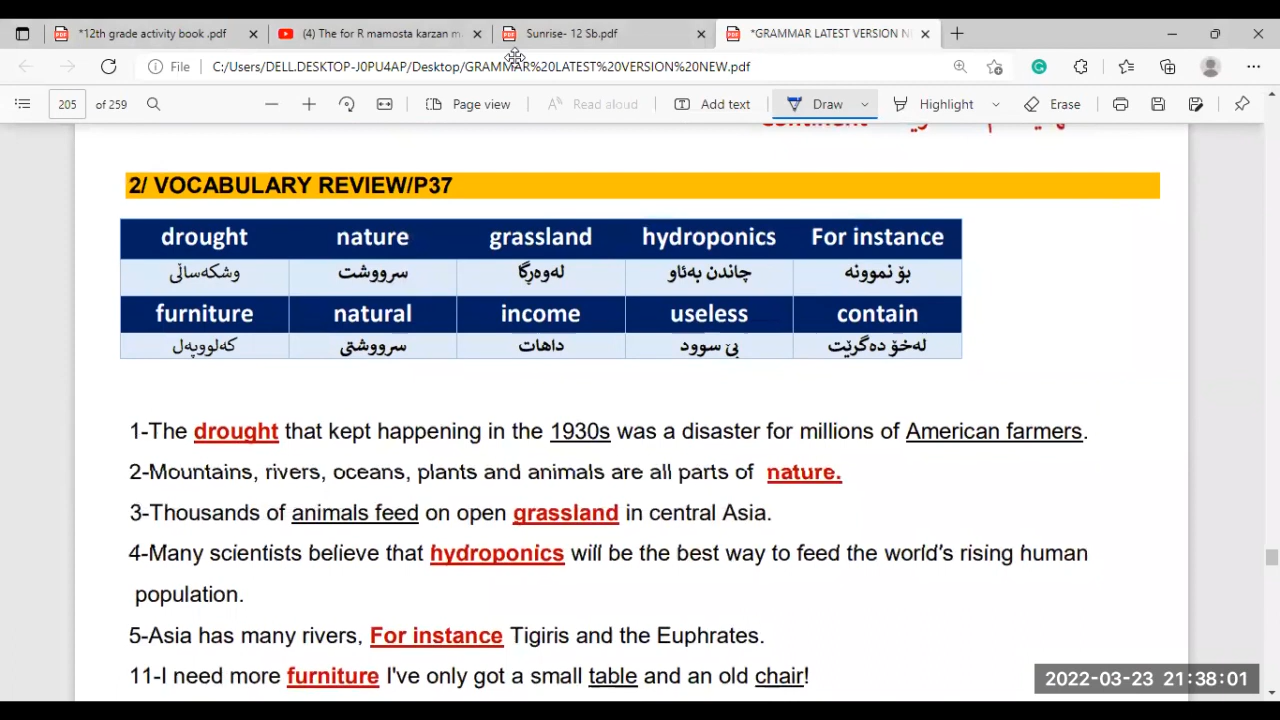 *12th grade activity book .pdf
(4) The for R mamosta karzan m
Sunrise- 12 Sb.pdf
*GRAMMAR LATEST VERSION N
File C:/Users/DELL.DESKTOP-J0PU4AP/Desktop/GRAMMAR%20LATEST%20VERSION%20NEW.pdf
205 of 259 Page view Read aloud Add text Draw Highlight Erase
2/ VOCABULARY REVIEW/P37
drought nature grassland hydroponics For instance
وشکەساڵی سرووشت لەوەڕگا چاندن بەئاو بۆ نموونە
furniture natural income useless contain
کەلووپەل سرووشتی داهات بێ سوود لەخۆ دەگرێت
1-The drought that kept happening in the 1930s was a disaster for millions of American farmers.
2-Mountains, rivers, oceans, plants and animals are all parts of nature.
3-Thousands of animals feed on open grassland in central Asia.
4-Many scientists believe that hydroponics will be the best way to feed the world's rising human
population.
5-Asia has many rivers, For instance Tigiris and the Euphrates.
11-I need more furniture I've only got a small table and an old chair!
2022-03-23 21:38:01